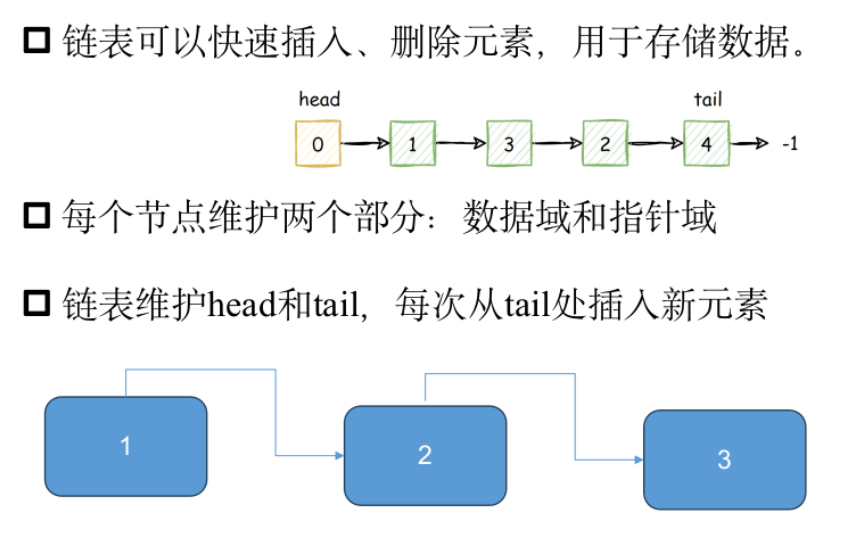 链表可以快速插入、删除元素，用于存储数据。
head tail
0 1 3 2 4 -1
每个节点维护两个部分：数据域和指针域
链表维护head和tail，每次从tail处插入新元素
1 2 3